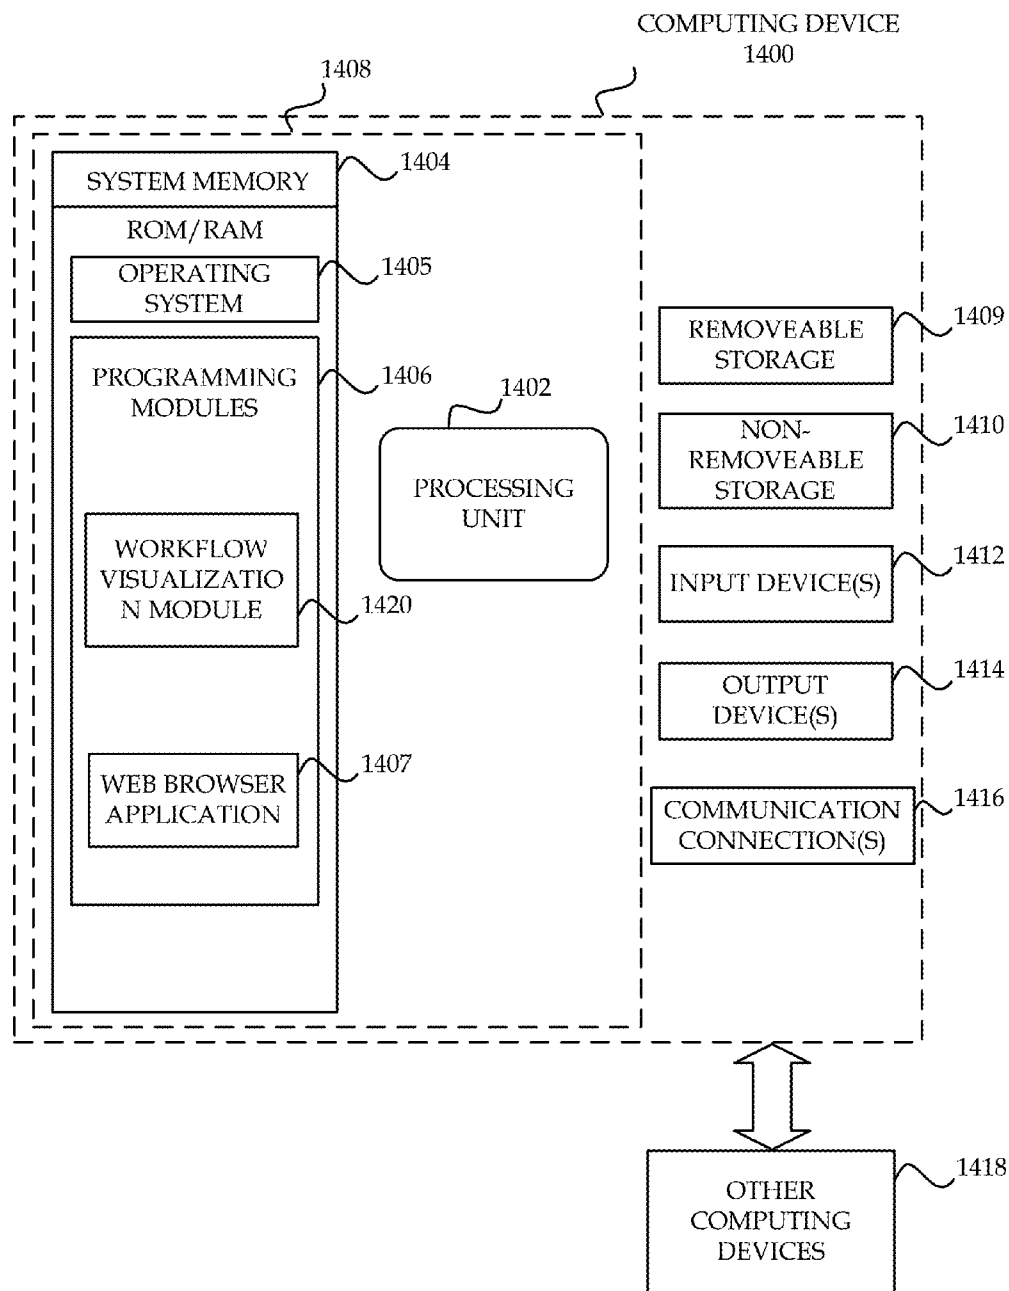 COMPUTING DEVICE
1400
1408
SYSTEM MEMORY
1404
ROM/RAM
OPERATING
SYSTEM
1405
PROGRAMMING
MODULES
1406
WORKFLOW
VISUALIZATIO
N MODULE
1420
WEB BROWSER
APPLICATION
1407
1402
PROCESSING
UNIT
REMOVEABLE
STORAGE
1409
NON-
REMOVEABLE
STORAGE
1410
INPUT DEVICE(S)
1412
OUTPUT
DEVICE(S)
1414
COMMUNICATION
CONNECTION(S)
1416
OTHER
COMPUTING
DEVICES
1418